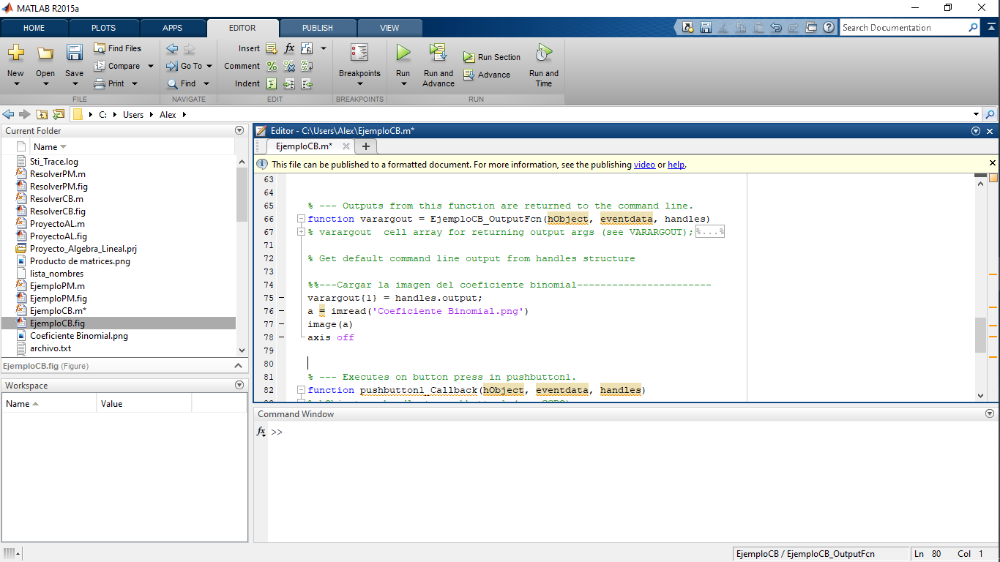 MATLAB R2015a
HOME PLOTS APPS EDITOR PUBLISH VIEW Search Documentation
New Open Save Find Files Compare Print
Go To Find
Insert fx
Comment
Indent
Breakpoints Run Run and Advance Run Section Advance Run and Time
FILE NAVIGATE EDIT BREAKPOINTS RUN
C: Users Alex
Current Folder
Name
Sti_Trace.log
ResolverPM.m
ResolverPM.fig
ResolverCB.m
ResolverCB.fig
ProyectoAL.m
ProyectoAL.fig
Proyecto_Algebra_Lineal.prj
Producto de matrices.png
lista_nombres
EjemploPM.m
EjemploPM.fig
EjemploCB.m*
EjemploCB.fig
Coeficiente Binomial.png
archivo.txt
EjemploCB.fig (Figure)
Workspace
Name Value
Editor - C:\Users\Alex\EjemploCB.m*
EjemploCB.m*
This file can be published to a formatted document. For more information, see the publishing video or help.
63
64
65 % --- Outputs from this function are returned to the command line.
66 function varargout = EjemploCB_OutputFcn(hObject, eventdata, handles)
67 % varargout  cell array for returning output args (see VARARGOUT);%...%
71
72 % Get default command line output from handles structure
73
74 %%---Cargar la imagen del coeficiente binomial-----------------------
75 varargout{1} = handles.output;
76 a = imread('Coeficiente Binomial.png')
77 image(a)
78 axis off
79
80
81 % --- Executes on button press in pushbutton1.
82 function pushbutton1_Callback(hObject, eventdata, handles)
Command Window
fx >>
EjemploCB / EjemploCB_OutputFcn Ln 80 Col 1